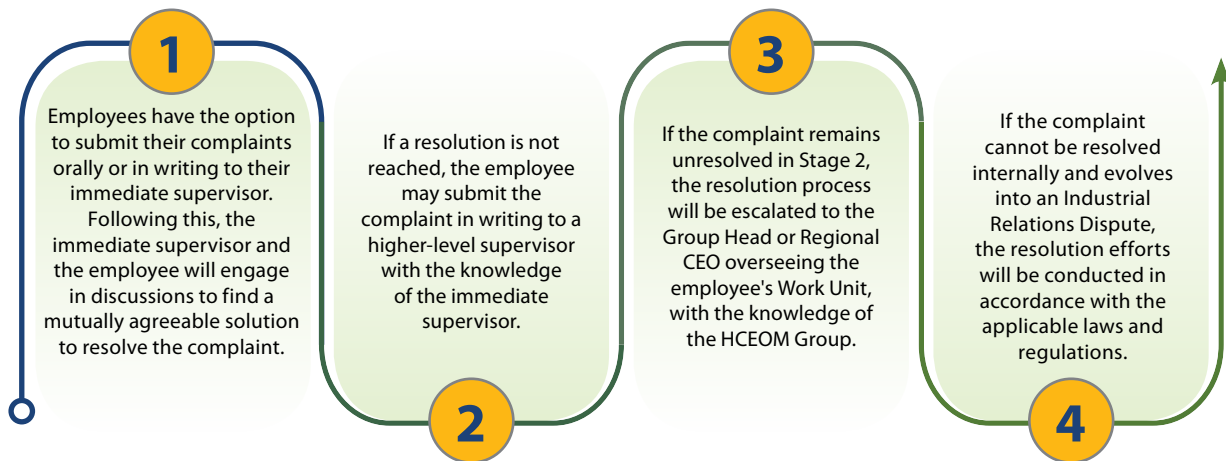 1
Employees have the option
to submit their complaints
orally or in writing to their
immediate supervisor.
Following this, the
immediate supervisor and
the employee will engage
in discussions to find a
mutually agreeable solution
to resolve the complaint.
If a resolution is not
reached, the employee
may submit the
complaint in writing to a
higher-level supervisor
with the knowledge
of the immediate
supervisor.
2
3
If the complaint remains
unresolved in Stage 2,
the resolution process
will be escalated to the
Group Head or Regional
CEO overseeing the
employee's Work Unit,
with the knowledge of
the HCEOM Group.
If the complaint
cannot be resolved
internally and evolves
into an Industrial
Relations Dispute,
the resolution efforts
will be conducted in
accordance with the
applicable laws and
regulations.
4